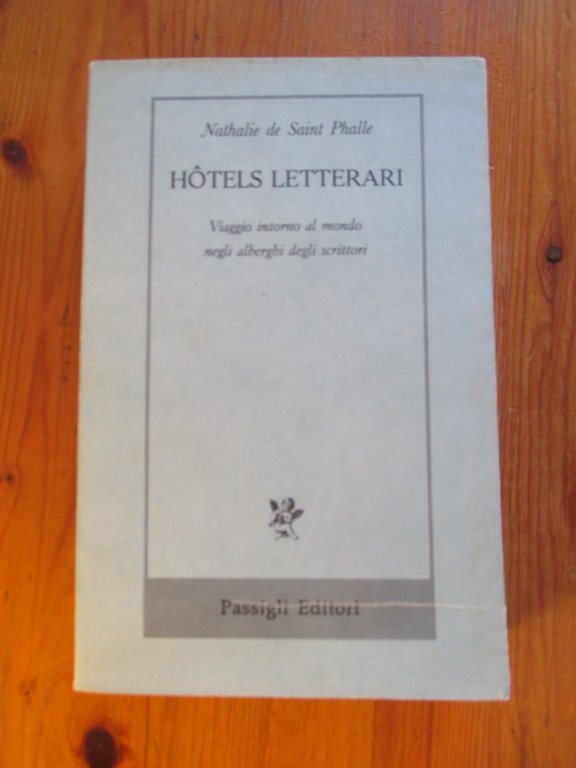 Nathalie de Saint Phalle
HÔTELS LETTERARI
Viaggio intorno al mondo
negli alberghi degli scrittori
Passigli Editori